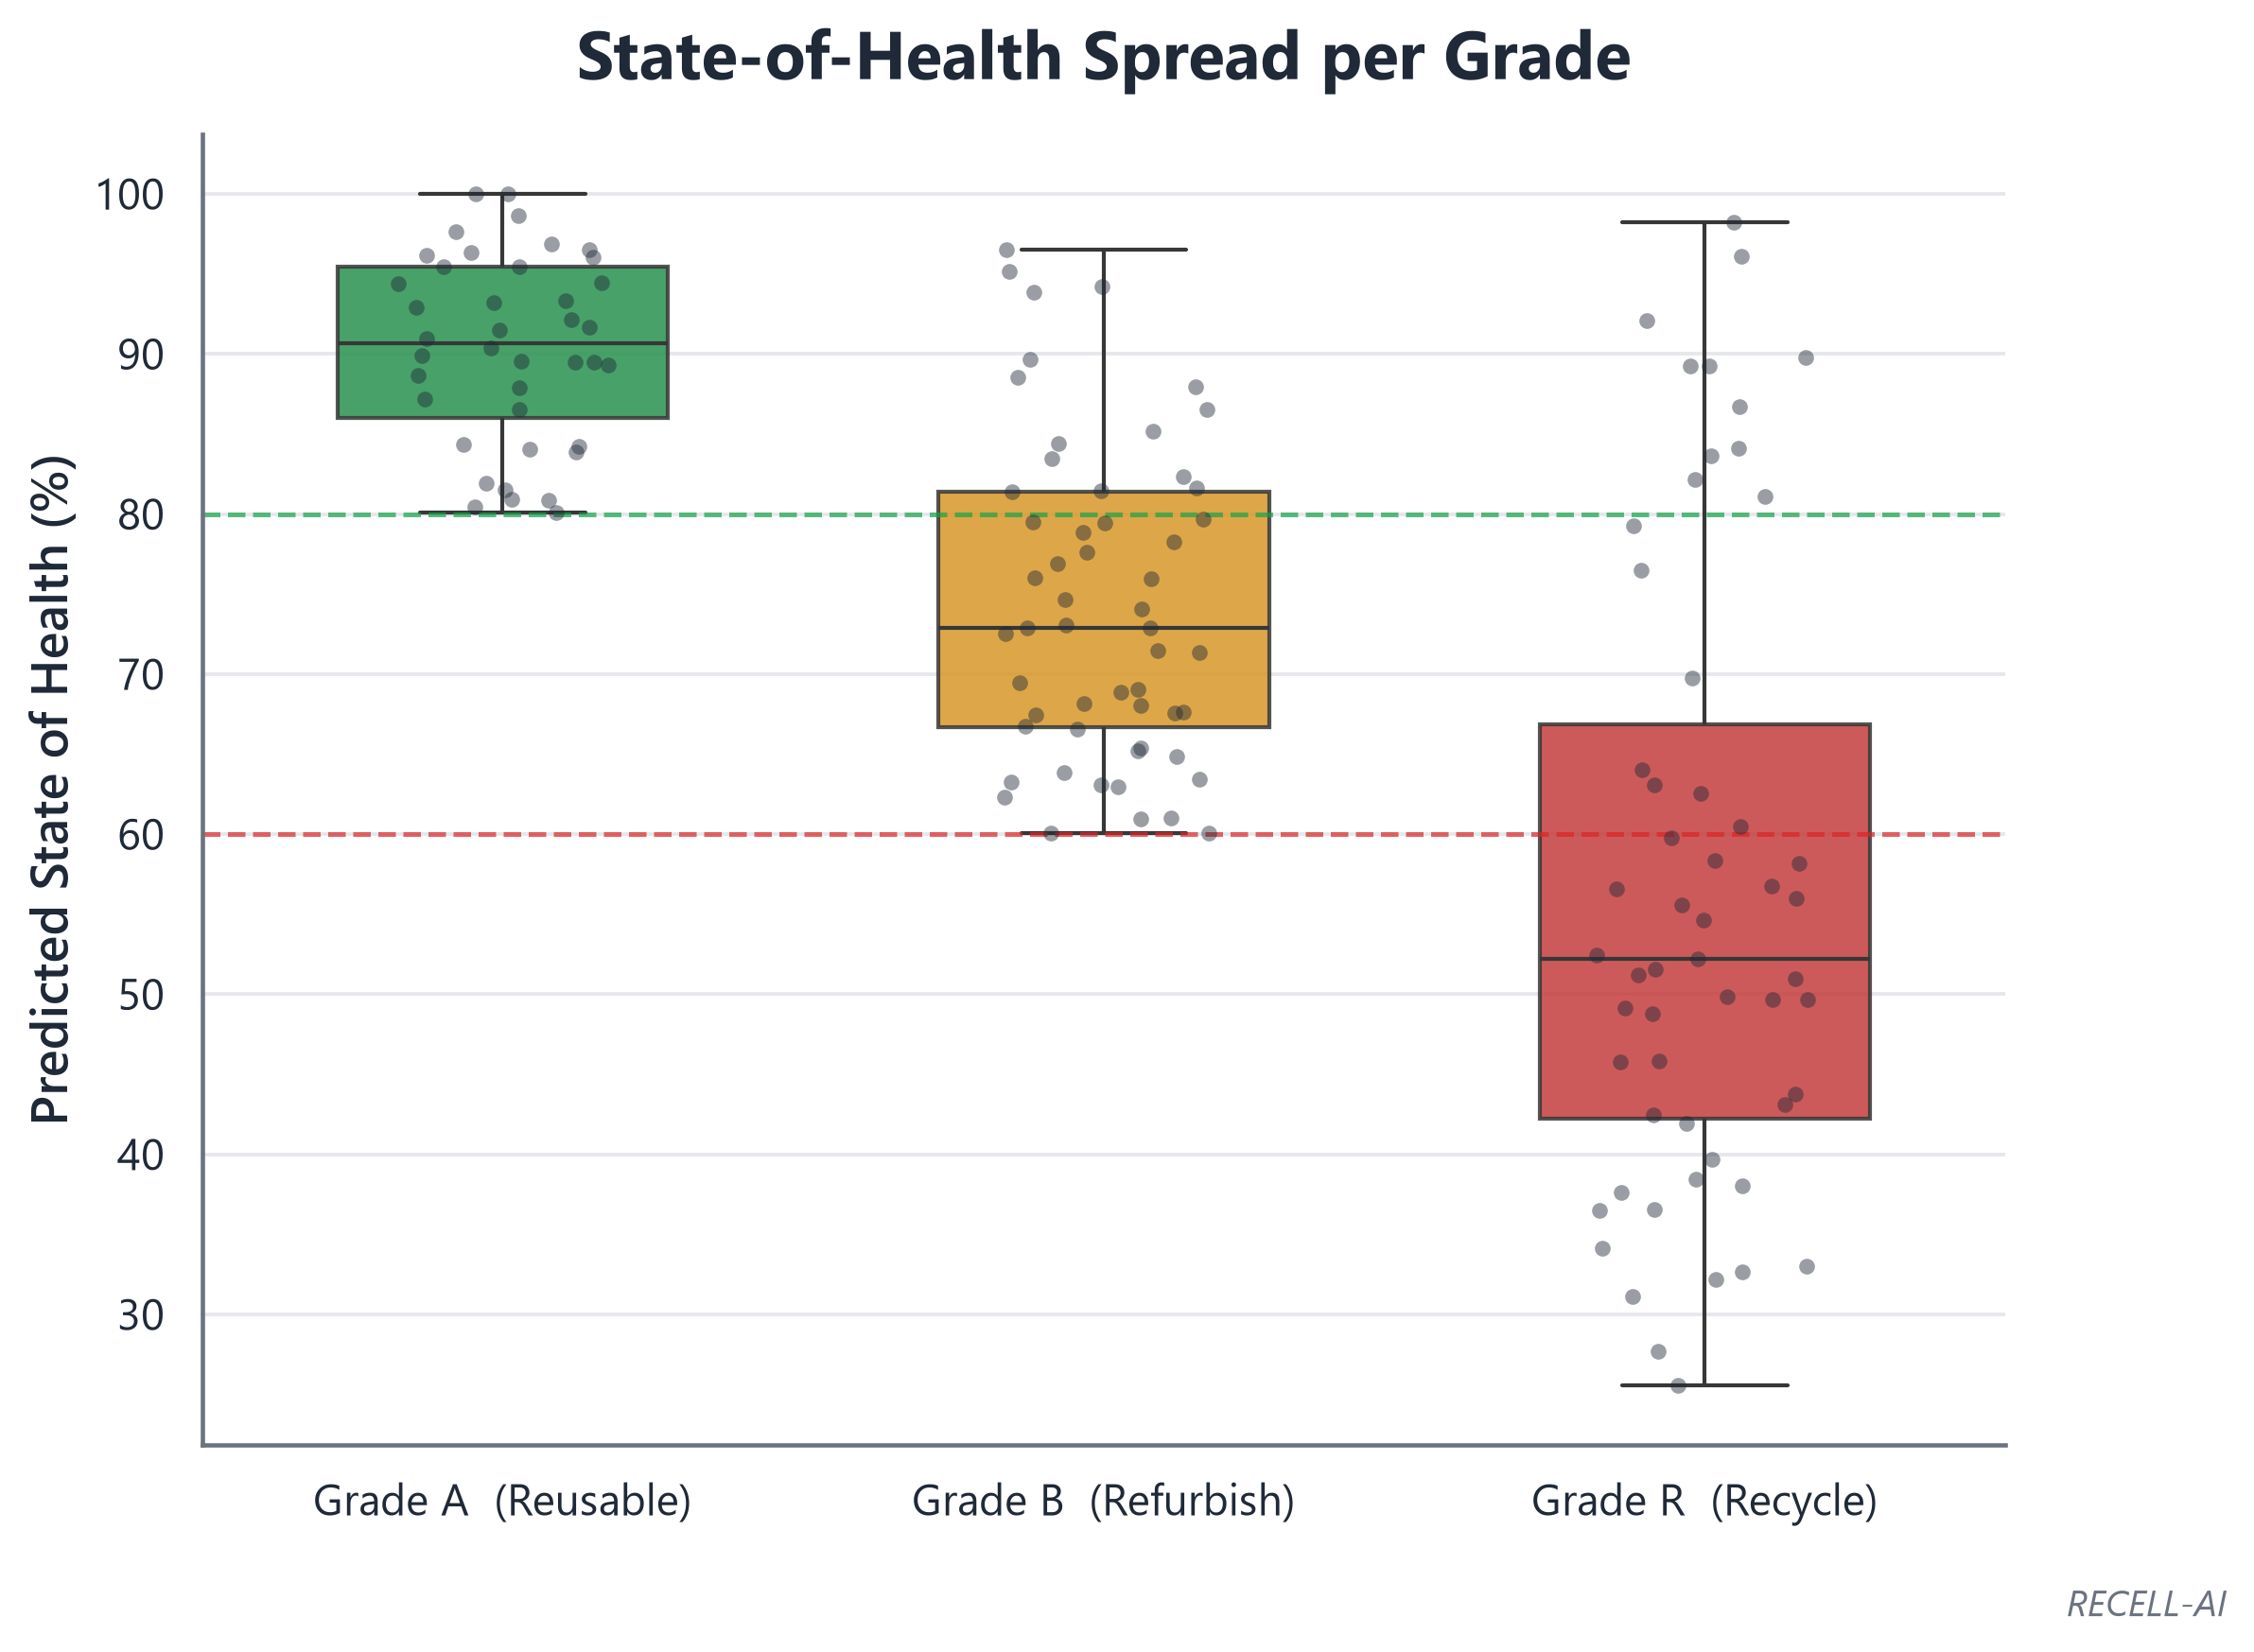 State-of-Health Spread per Grade
Predicted State of Health (%)
100
90
80
70
60
50
40
30
Grade A (Reusable)
Grade B (Refurbish)
Grade R (Recycle)
RECELL-AI